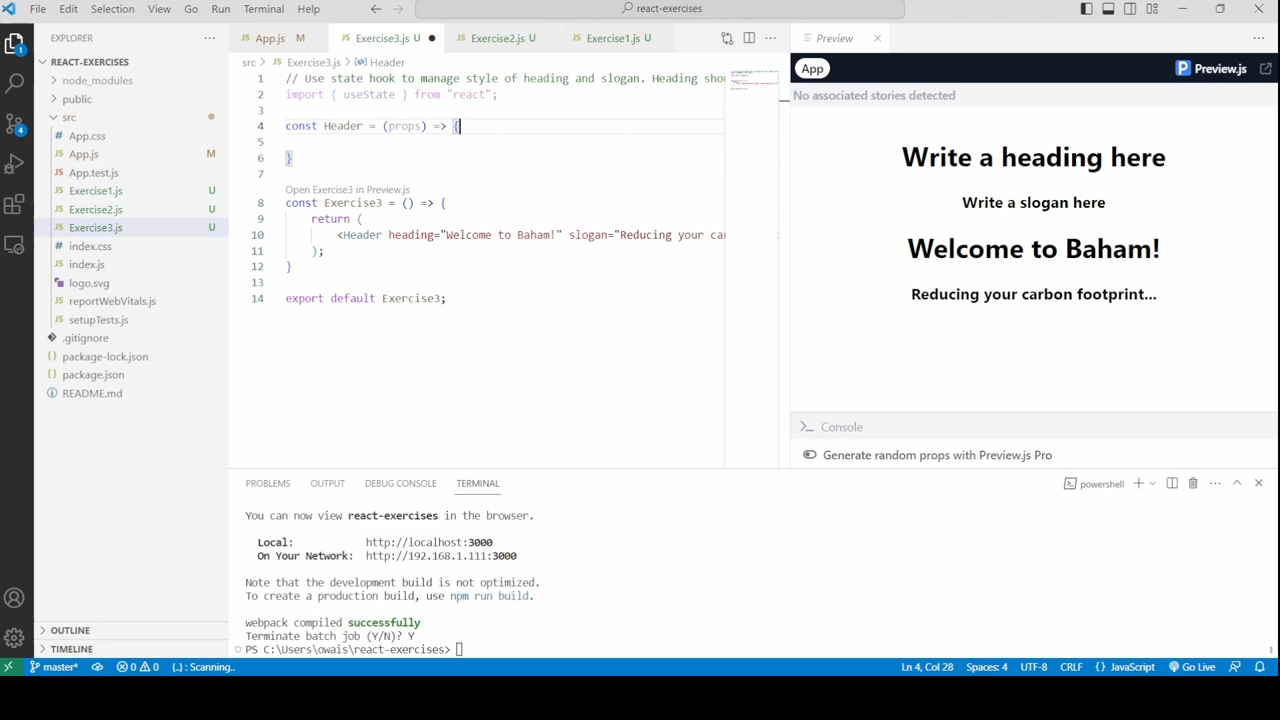 File Edit Selection View Go Run Terminal Help
react-exercises
EXPLORER
REACT-EXERCISES
node_modules
public
src
App.css
App.js M
App.test.js
Exercise1.js U
Exercise2.js U
Exercise3.js U
index.css
index.js
logo.svg
reportWebVitals.js
setupTests.js
.gitignore
package-lock.json
package.json
README.md
OUTLINE
TIMELINE
App.js M
Exercise3.js U
Exercise2.js U
Exercise1.js U
src > Exercise3.js > Header
1 // Use state hook to manage style of heading and slogan. Heading shou
2 import { useState } from "react";
3
4 const Header = (props) => {
5
6 }
7
Open Exercise3 in Preview.js
8 const Exercise3 = () => {
9 return (
10 <Header heading="Welcome to Baham!" slogan="Reducing your car
11 );
12 }
13
14 export default Exercise3;
Preview
App
Preview.js
No associated stories detected
Write a heading here
Write a slogan here
Welcome to Baham!
Reducing your carbon footprint...
Console
Generate random props with Preview.js Pro
PROBLEMS OUTPUT DEBUG CONSOLE TERMINAL
powershell
You can now view react-exercises in the browser.
Local: http://localhost:3000
On Your Network: http://192.168.1.111:3000
Note that the development build is not optimized.
To create a production build, use npm run build.
webpack compiled successfully
Terminate batch job (Y/N)? Y
PS C:\Users\owais\react-exercises>
master* 0 0 {..} : Scanning..
Ln 4, Col 28 Spaces: 4 UTF-8 CRLF {} JavaScript Go Live
1
4